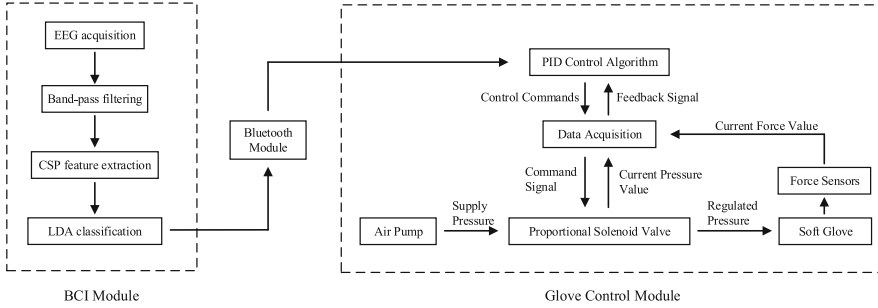 EEG acquisition
Band-pass filtering
CSP feature extraction
LDA classification
BCI Module
Bluetooth
Module
PID Control Algorithm
Control Commands
Feedback Signal
Data Acquisition
Current Force Value
Command
Signal
Current Pressure
Value
Force Sensors
Air Pump
Supply
Pressure
Proportional Solenoid Valve
Regulated
Pressure
Soft Glove
Glove Control Module